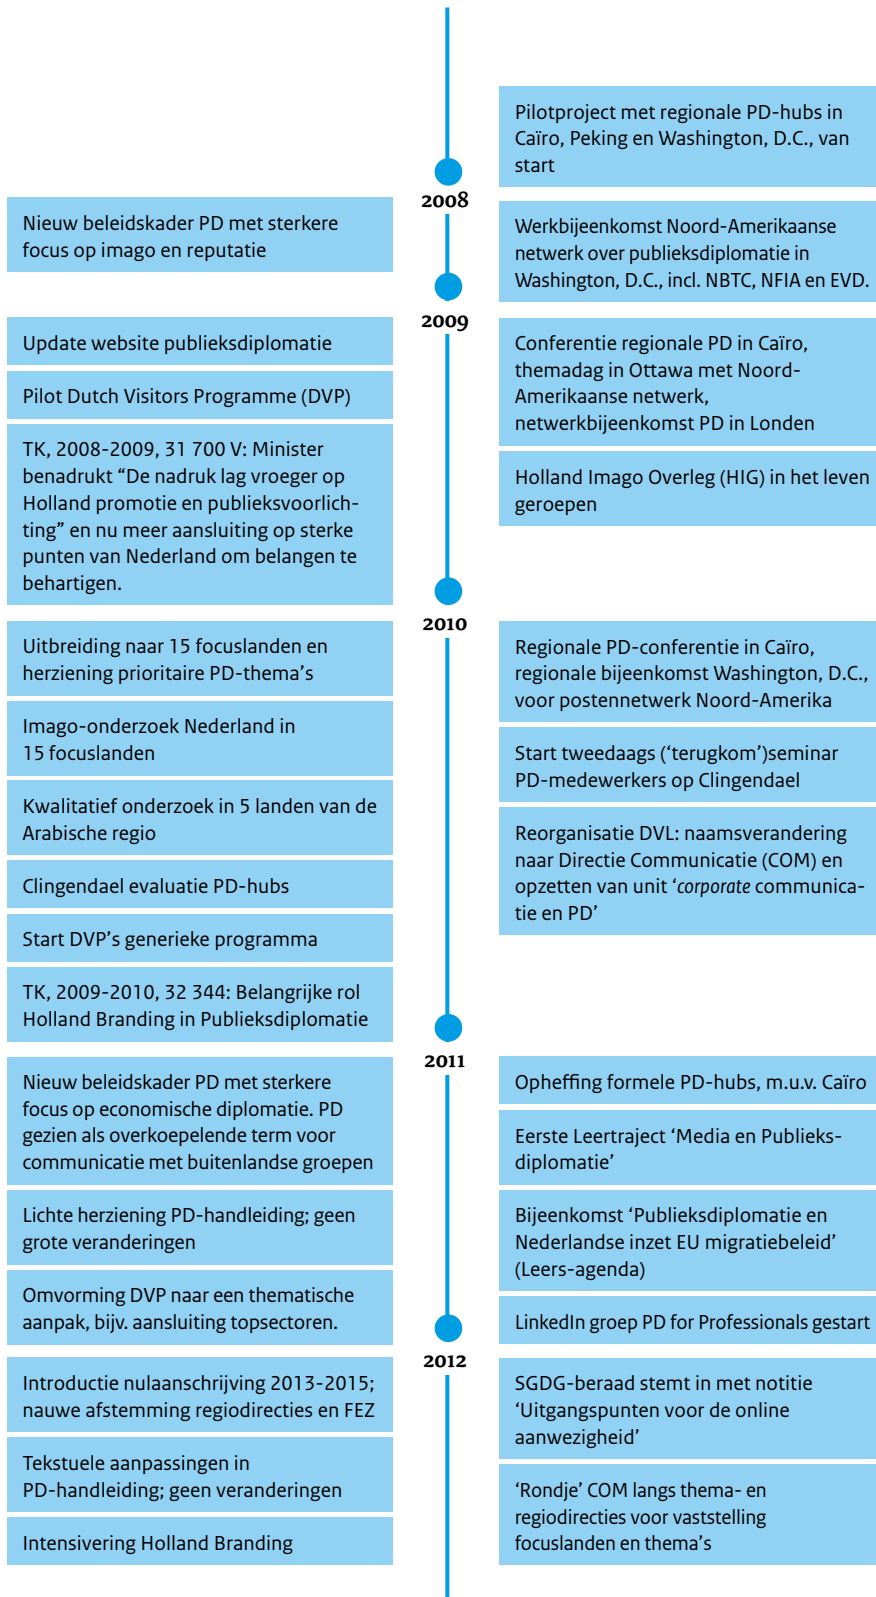 Pilotproject met regionale PD-hubs in
Caïro, Peking en Washington, D.C., van
start
2008
Nieuw beleidskader PD met sterkere
focus op imago en reputatie
Werkbijeenkomst Noord-Amerikaanse
netwerk over publieksdiplomatie in
Washington, D.C., incl. NBTC, NFIA en EVD.
2009
Update website publieksdiplomatie
Pilot Dutch Visitors Programme (DVP)
TK, 2008-2009, 31 700 V: Minister
benadrukt “De nadruk lag vroeger op
Holland promotie en publieksvoorlich-
ting” en nu meer aansluiting op sterke
punten van Nederland om belangen te
behartigen.
Conferentie regionale PD in Caïro,
themadag in Ottawa met Noord-
Amerikaanse netwerk,
netwerkbijeenkomst PD in Londen
Holland Imago Overleg (HIG) in het leven
geroepen
2010
Uitbreiding naar 15 focuslanden en
herziening prioritaire PD-thema’s
Imago-onderzoek Nederland in
15 focuslanden
Kwalitatief onderzoek in 5 landen van de
Arabische regio
Clingendael evaluatie PD-hubs
Start DVP’s generieke programma
TK, 2009-2010, 32 344: Belangrijke rol
Holland Branding in Publieksdiplomatie
Regionale PD-conferentie in Caïro,
regionale bijeenkomst Washington, D.C.,
voor postennetwerk Noord-Amerika
Start tweedaags (‘terugkom’)seminar
PD-medewerkers op Clingendael
Reorganisatie DVL: naamsverandering
naar Directie Communicatie (COM) en
opzetten van unit ‘corporate communica-
tie en PD’
2011
Nieuw beleidskader PD met sterkere
focus op economische diplomatie. PD
gezien als overkoepelende term voor
communicatie met buitenlandse groepen
Lichte herziening PD-handleiding; geen
grote veranderingen
Omvorming DVP naar een thematische
aanpak, bijv. aansluiting topsectoren.
Opheffing formele PD-hubs, m.u.v. Caïro
Eerste Leertraject ‘Media en Publieks-
diplomatie’
Bijeenkomst ‘Publieksdiplomatie en
Nederlandse inzet EU migratiebeleid’
(Leers-agenda)
LinkedIn groep PD for Professionals gestart
2012
Introductie nulaanschrijving 2013-2015;
nauwe afstemming regiodirecties en FEZ
Tekstuele aanpassingen in
PD-handleiding; geen veranderingen
Intensivering Holland Branding
SGDG-beraad stemt in met notitie
‘Uitgangspunten voor de online
aanwezigheid’
‘Rondje’ COM langs thema- en
regiodirecties voor vaststelling
focuslanden en thema’s